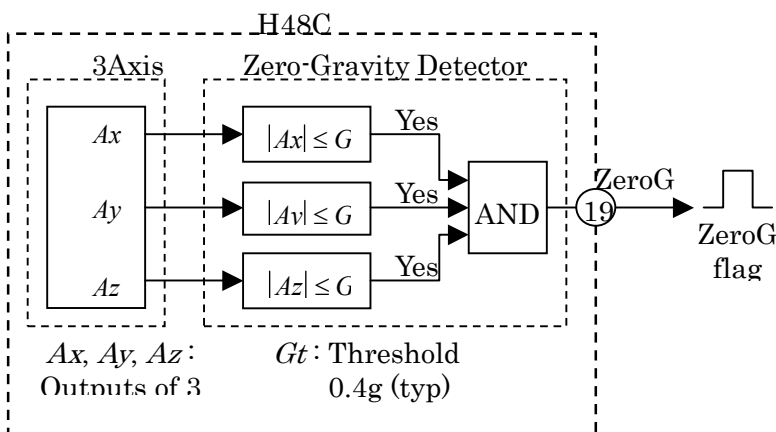 H48C
3Axis
Zero-Gravity Detector
Ax
|Ax| ≤ G
Yes
Ay
|Av| ≤ G
Yes
AND
19
ZeroG
ZeroG
flag
Az
|Az| ≤ G
Yes
Ax, Ay, Az :
Outputs of 3
Gt : Threshold
0.4g (typ)